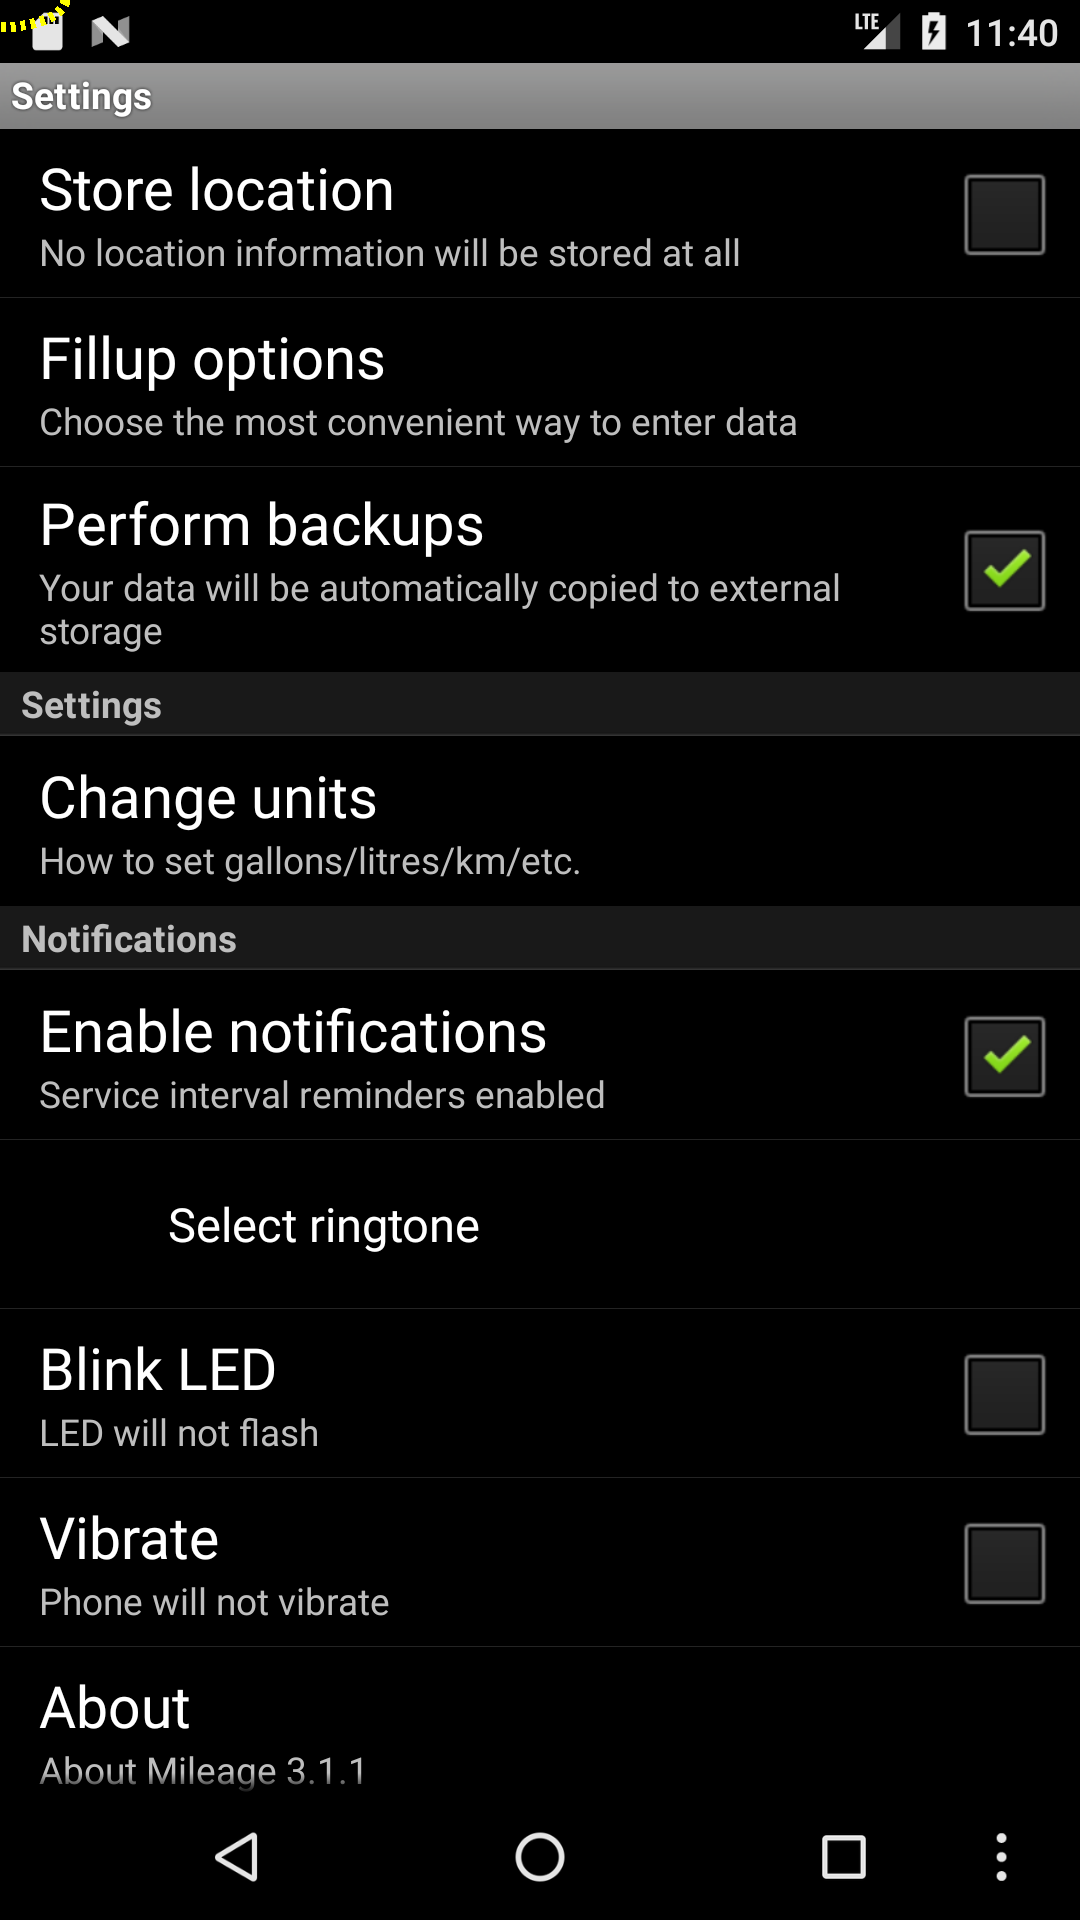 LTE 11:40
Settings
Store location
No location information will be stored at all
Fillup options
Choose the most convenient way to enter data
Perform backups
Your data will be automatically copied to external
storage
Settings
Change units
How to set gallons/litres/km/etc.
Notifications
Enable notifications
Service interval reminders enabled
Select ringtone
Blink LED
LED will not flash
Vibrate
Phone will not vibrate
About
About Mileage 3.1.1